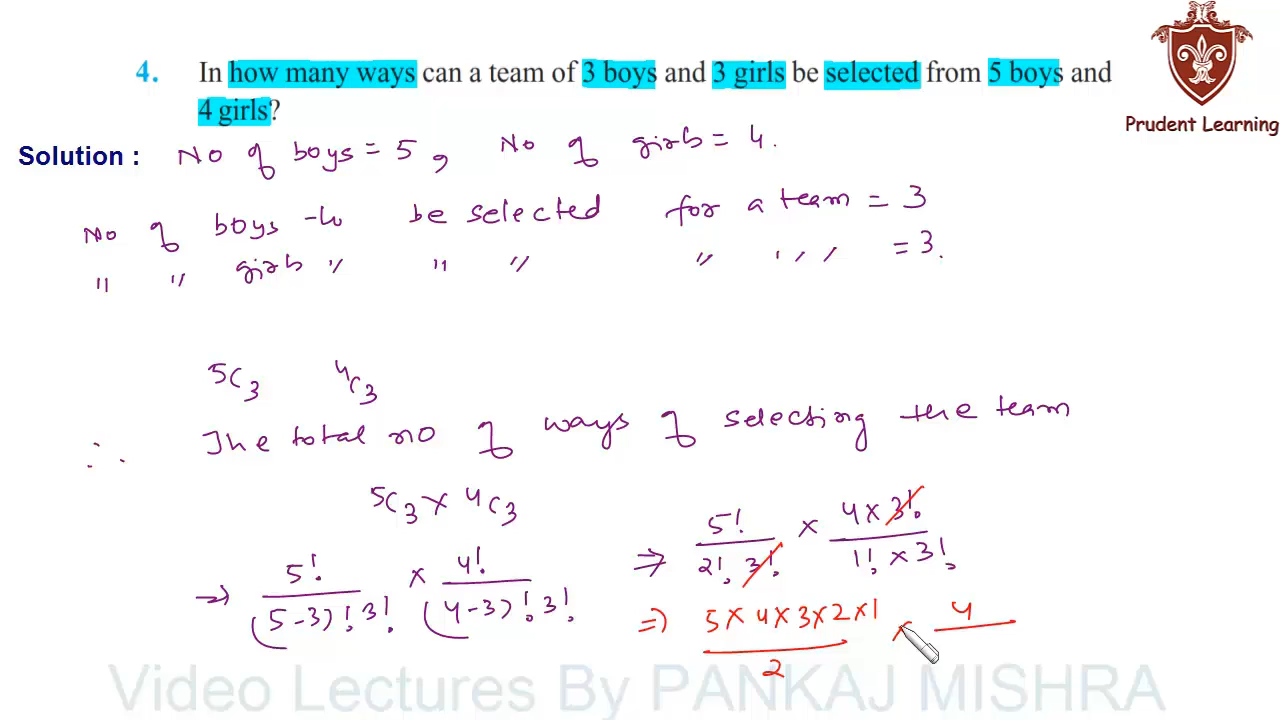 4. In how many ways can a team of 3 boys and 3 girls be selected from 5 boys and
4 girls?
Prudent Learning
Solution : No of boys = 5, No of girls = 4.
No of boys to be selected for a team = 3
" " girls " " " " " " " = 3.
5C3 4C3
∴ The total no of ways of selecting the team
5C3 × 4C3
⇒ 5!/(5-3)! 3! × 4!/(4-3)! 3! ⇒ 5!/2! 3! × 4 × 3!/1! × 3!
⇒ 5 × 4 × 3 × 2 × 1/2 × 4
Video Lectures By PANKAJ MISHRA